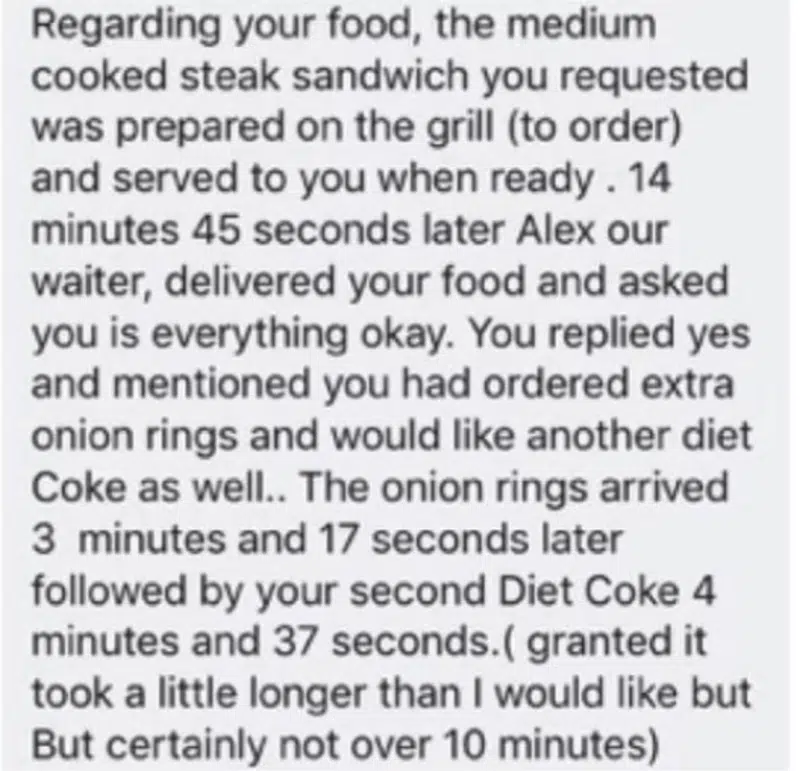 Regarding your food, the medium
cooked steak sandwich you requested
was prepared on the grill (to order)
and served to you when ready . 14
minutes 45 seconds later Alex our
waiter, delivered your food and asked
you is everything okay. You replied yes
and mentioned you had ordered extra
onion rings and would like another diet
Coke as well.. The onion rings arrived
3  minutes and 17 seconds later
followed by your second Diet Coke 4
minutes and 37 seconds.( granted it
took a little longer than I would like but
But certainly not over 10 minutes)